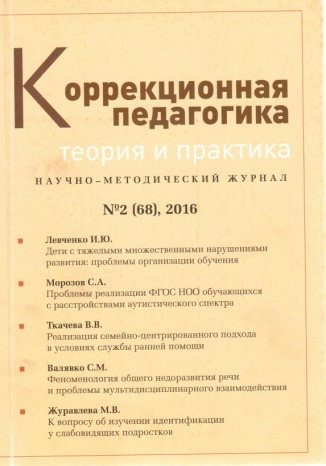 Коррекционная
педагогика
теория и практика
НАУЧНО-МЕТОДИЧЕСКИЙ ЖУРНАЛ
№2 (68), 2016
Левченко И.Ю.
Дети с тяжелыми множественными нарушениями
развития: проблемы организации обучения
Морозов С.А.
Проблемы реализации ФГОС НОО обучающихся
с расстройствами аутистического спектра
Ткачева В.В.
Реализация семейно-центрированного подхода
в условиях службы ранней помощи
Валявко С.М.
Феноменология общего недоразвития речи
и проблемы мультидисциплинарного взаимодействия
Журавлева М.В.
К вопросу об изучении идентификации
у слабовидящих подростков